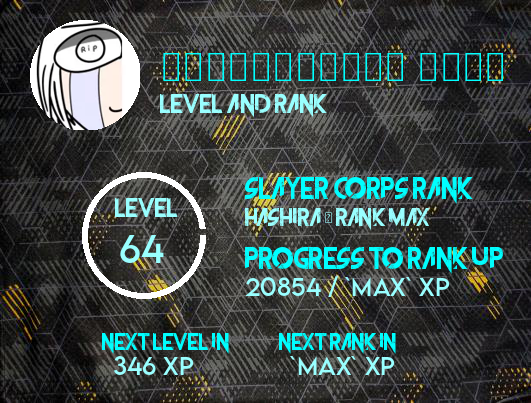 RiP
LEVEL AND RANK
LEVEL
64
SLAYER CORPS RANK
HASHIRA RANK MAX
PROGRESS TO RANK UP
20854 / `MAX` XP
NEXT LEVEL IN
346 XP
NEXT RANK IN
`MAX` XP